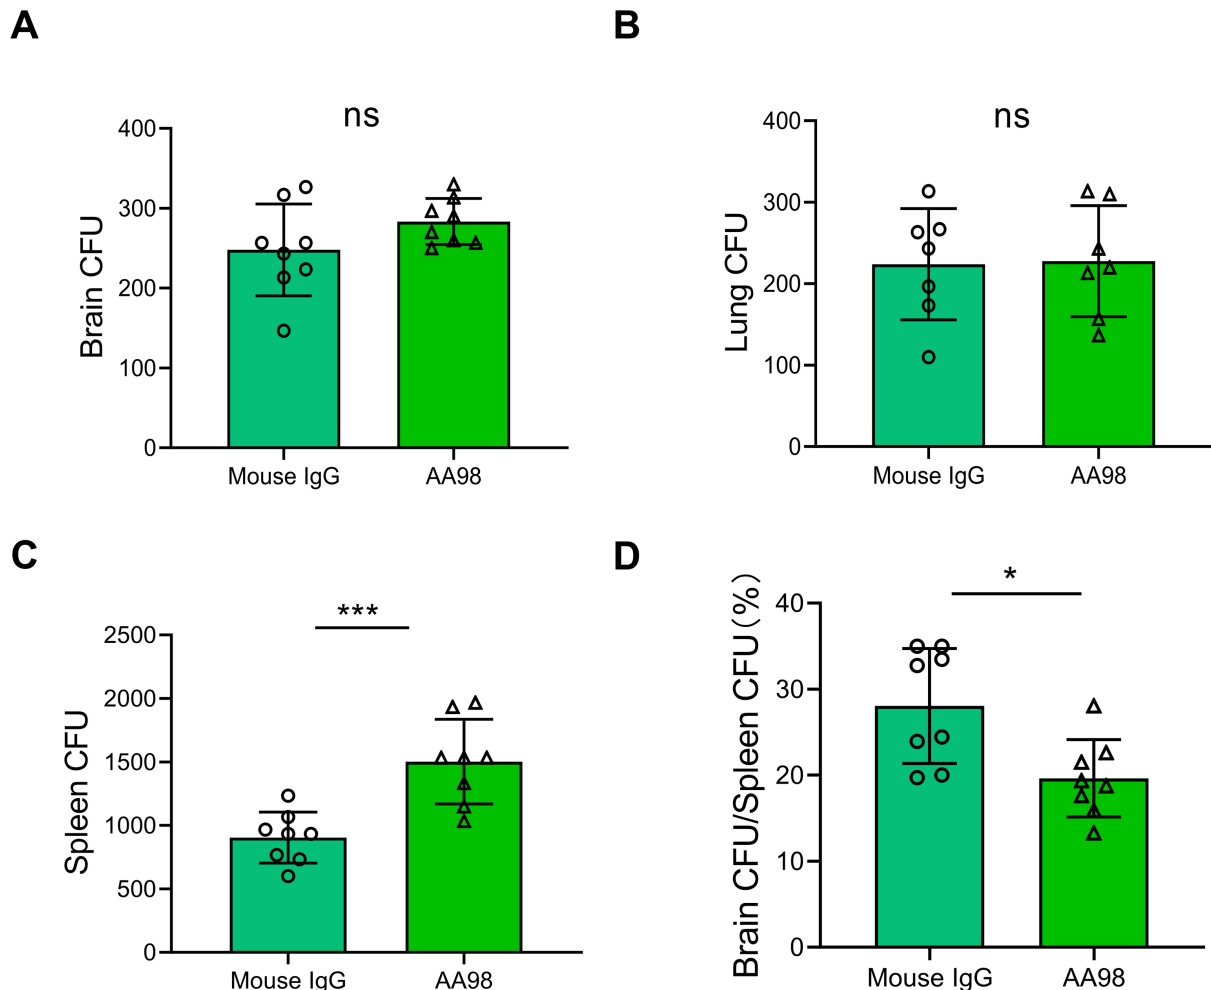 A
ns
Brain CFU
400
300
200
100
0
Mouse IgG
AA98
B
ns
Lung CFU
400
300
200
100
0
Mouse IgG
AA98
C
***
Spleen CFU
2500
2000
1500
1000
500
0
Mouse IgG
AA98
D
*
Brain CFU/Spleen CFU（%）
40
30
20
10
0
Mouse IgG
AA98